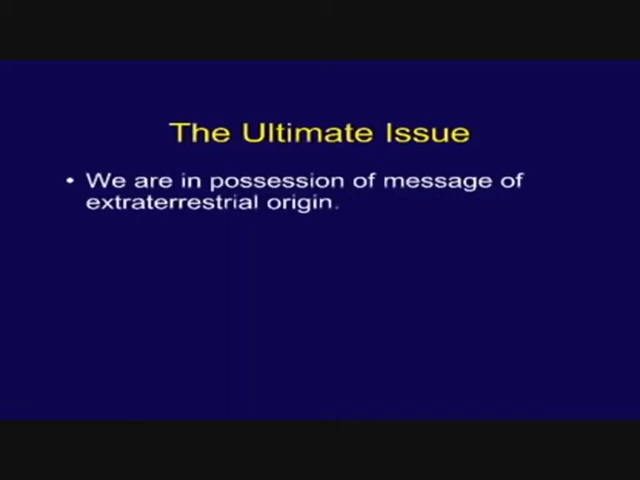 The Ultimate Issue
• We are in possession of message of
extraterrestrial origin.